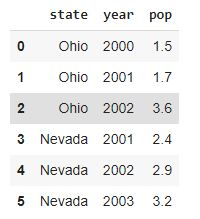 state year pop
0 Ohio 2000 1.5
1 Ohio 2001 1.7
2 Ohio 2002 3.6
3 Nevada 2001 2.4
4 Nevada 2002 2.9
5 Nevada 2003 3.2